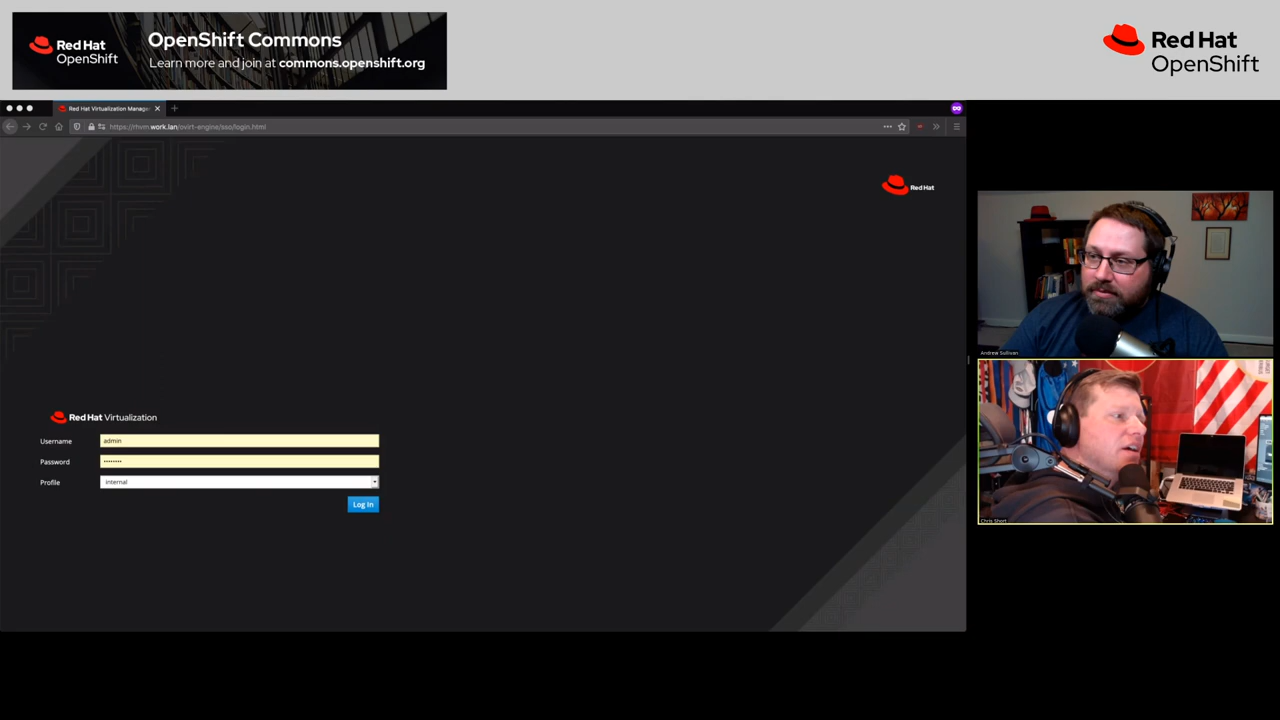 Red Hat
OpenShift
OpenShift Commons
Learn more and join at commons.openshift.org
Red Hat
OpenShift
Red Hat Virtualization Manage
https://rhvm.work.lan/ovirt-engine/sso/login.html
Red Hat
Red Hat Virtualization
Username
admin
Password
••••••••
Profile
internal
Log In
Andrew Sullivan
Chris Short